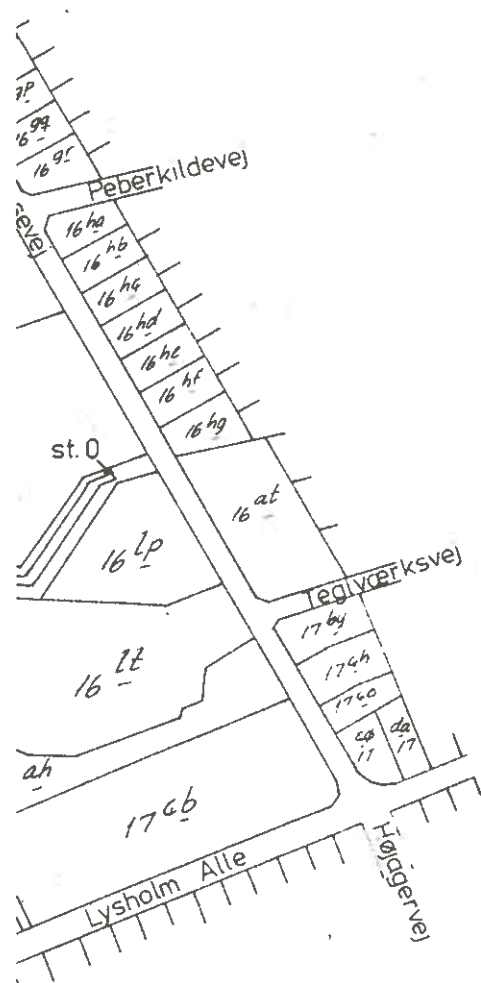 16 gq
16 gr
Peberkildevej
16 ha
16 hb
16 hc
16 hd
16 he
16 hf
16 hg
st. 0
16 at
16 lp
Teglværksvej
17 by
16 lt
17 ch
17 co
cø
17
da
17
ah
17 cb
Lysholm Alle
Højagervej